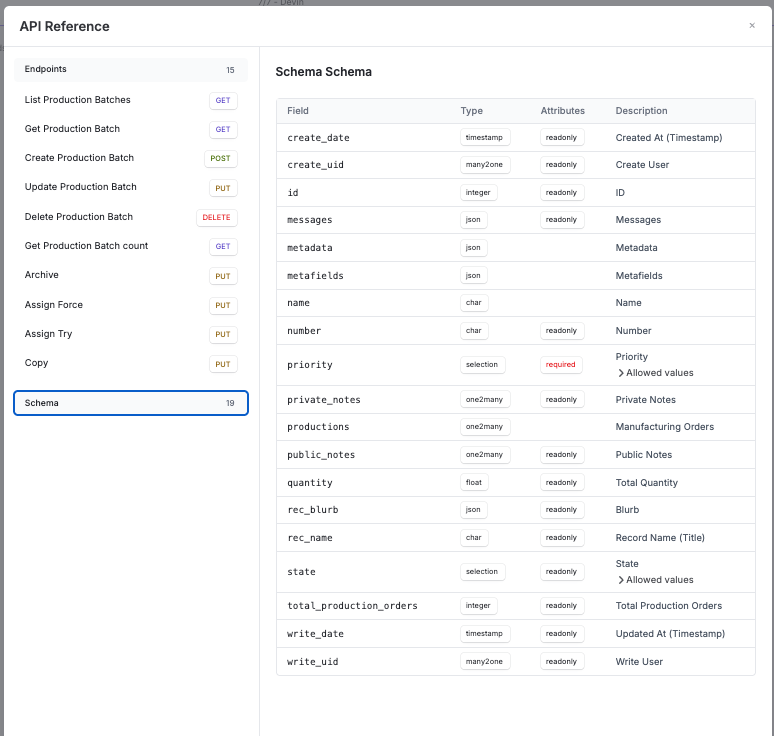 7/7 - Devin
API Reference ×
Endpoints 15
List Production Batches GET
Get Production Batch GET
Create Production Batch POST
Update Production Batch PUT
Delete Production Batch DELETE
Get Production Batch count GET
Archive PUT
Assign Force PUT
Assign Try PUT
Copy PUT
Schema 19
Schema Schema
Field Type Attributes Description
create_date timestamp readonly Created At (Timestamp)
create_uid many2one readonly Create User
id integer readonly ID
messages json readonly Messages
metadata json Metadata
metafields json Metafields
name char Name
number char readonly Number
priority selection required Priority
Allowed values
private_notes one2many readonly Private Notes
productions one2many Manufacturing Orders
public_notes one2many readonly Public Notes
quantity float readonly Total Quantity
rec_blurb json readonly Blurb
rec_name char readonly Record Name (Title)
state selection readonly State
Allowed values
total_production_orders integer readonly Total Production Orders
write_date timestamp readonly Updated At (Timestamp)
write_uid many2one readonly Write User